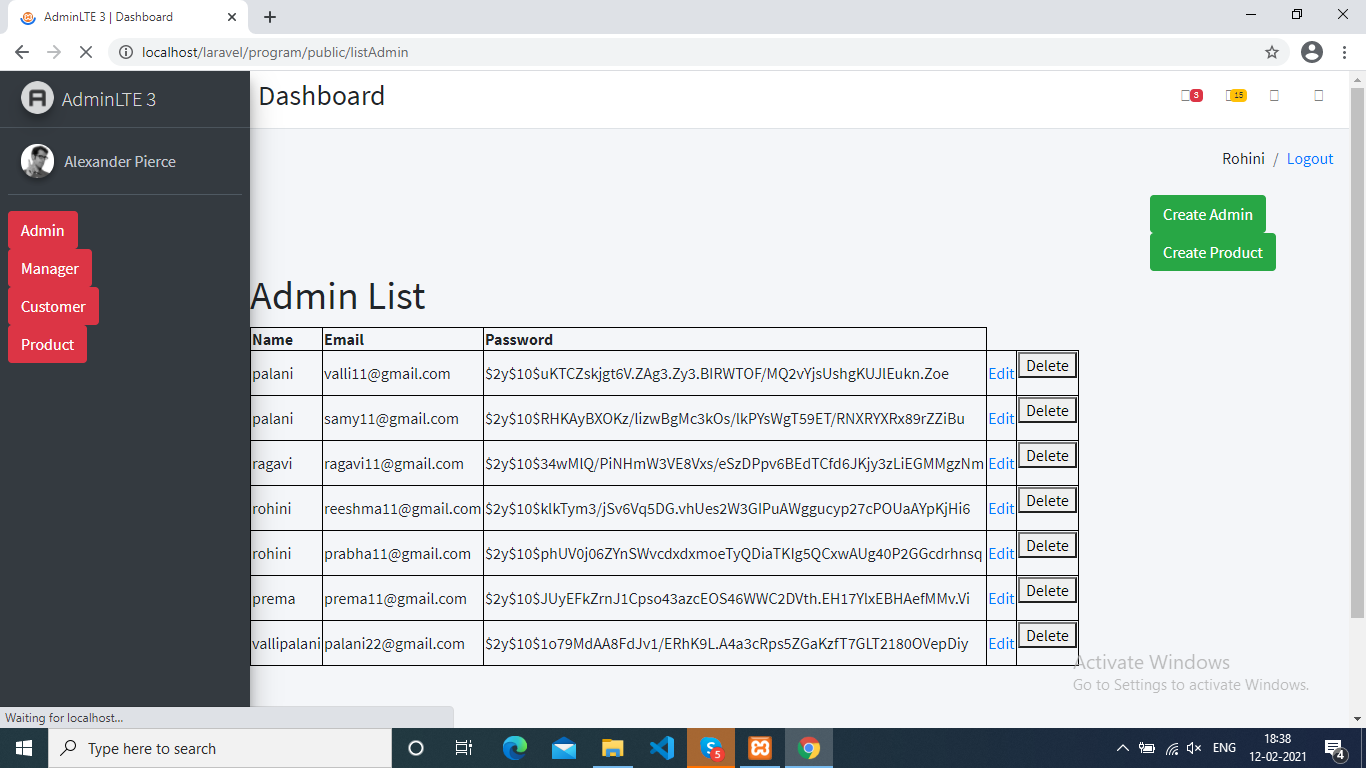 AdminLTE 3 | Dashboard
localhost/laravel/program/public/listAdmin
AdminLTE 3
Dashboard
3
15
Alexander Pierce
Rohini / Logout
Admin
Manager
Customer
Product
Create Admin
Create Product
Admin List
Name Email Password
palani valli11@gmail.com $2y$10$uKTCZskjgt6V.ZAg3.Zy3.BIRWTOF/MQ2vYjsUshgKUJlEukn.Zoe Edit Delete
palani samy11@gmail.com $2y$10$RHKAyBXOKz/lizwBgMc3kOs/lkPYsWgT59ET/RNXRYXRx89rZZiBu Edit Delete
ragavi ragavi11@gmail.com $2y$10$34wMlQ/PiNHmW3VE8Vxs/eSzDPpv6BEdTCfd6JKjy3zLiEGMMgzNm Edit Delete
rohini reeshma11@gmail.com $2y$10$klkTym3/jSv6Vq5DG.vhUes2W3GIPuAWggucyp27cPOUaAYpKjHi6 Edit Delete
rohini prabha11@gmail.com $2y$10$phUV0j06ZYnSWvcdxdxmoeTyQDiaTKIg5QCxwAUg40P2GGcdrhnsq Edit Delete
prema prema11@gmail.com $2y$10$JUyEFkZrnJ1Cpso43azcEOS46WWC2DVth.EH17YlxEBHAefMMv.Vi Edit Delete
vallipalani palani22@gmail.com $2y$10$1o79MdAA8FdJv1/ERhK9L.A4a3cRps5ZGaKzfT7GLT2180OVepDiy Edit Delete
Activate Windows
Go to Settings to activate Windows.
Waiting for localhost...
Type here to search
5
ENG
18:38
12-02-2021
4